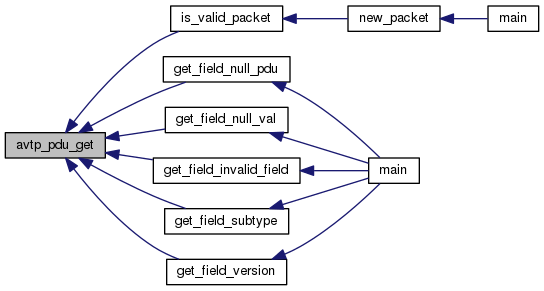 is_valid_packet
new_packet
main
get_field_null_pdu
get_field_null_val
avtp_pdu_get
get_field_invalid_field
main
get_field_subtype
get_field_version